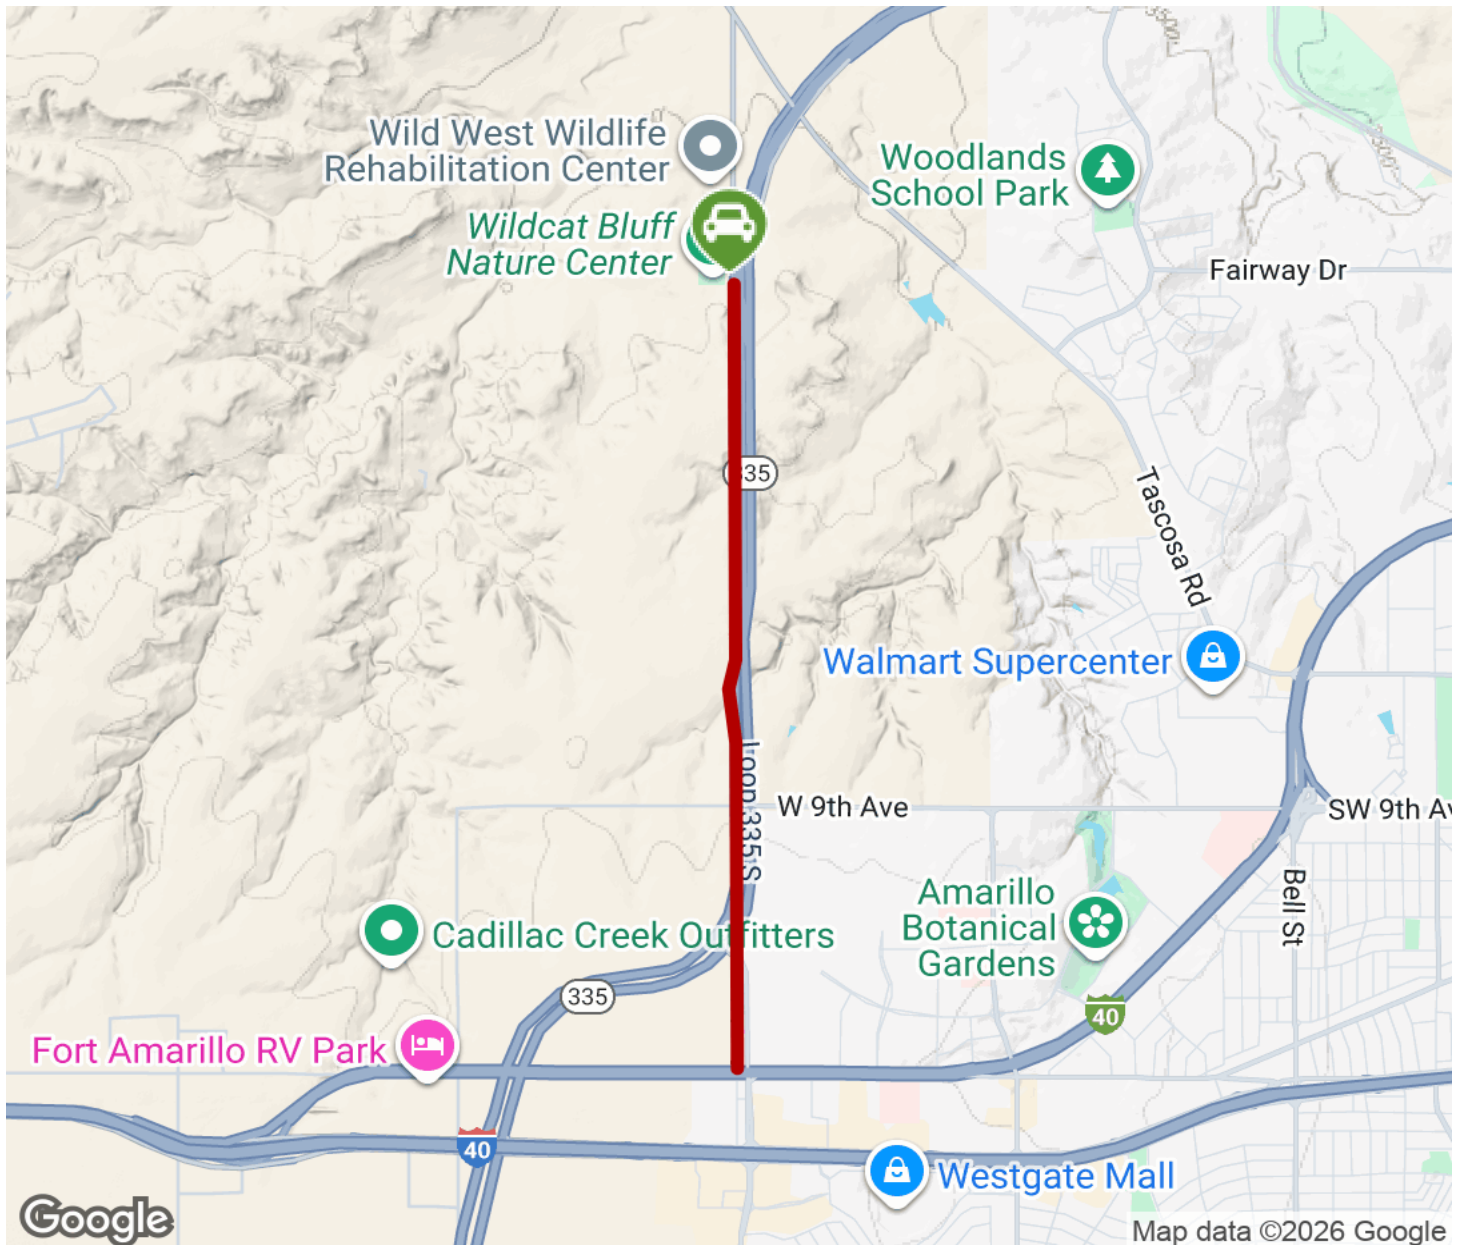 3500
Wild West Wildlife
Rehabilitation Center
Woodlands
School Park
3500
Wildcat Bluff
Nature Center
Fairway Dr
335
Tascosa Rd
Walmart Supercenter
Loop 335 S
W 9th Ave
SW 9th Av
Bell St
Amarillo
Botanical
Gardens
Cadillac Creek Outfitters
335
40
Fort Amarillo RV Park
40
Westgate Mall
Google
Map data ©2026 Google